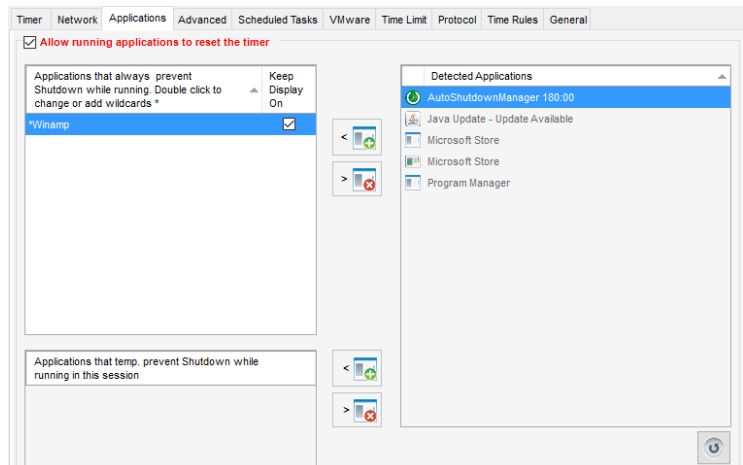 Timer Network Applications Advanced Scheduled Tasks VMware Time Limit Protocol Time Rules General
Allow running applications to reset the timer
Applications that always prevent
Shutdown while running. Double click to
change or add wildcards *
Keep
Display
On
*Winamp
<
>
Detected Applications
AutoShutdownManager 180:00
Java Update - Update Available
Microsoft Store
Microsoft Store
Program Manager
Applications that temp. prevent Shutdown while
running in this session
<
>